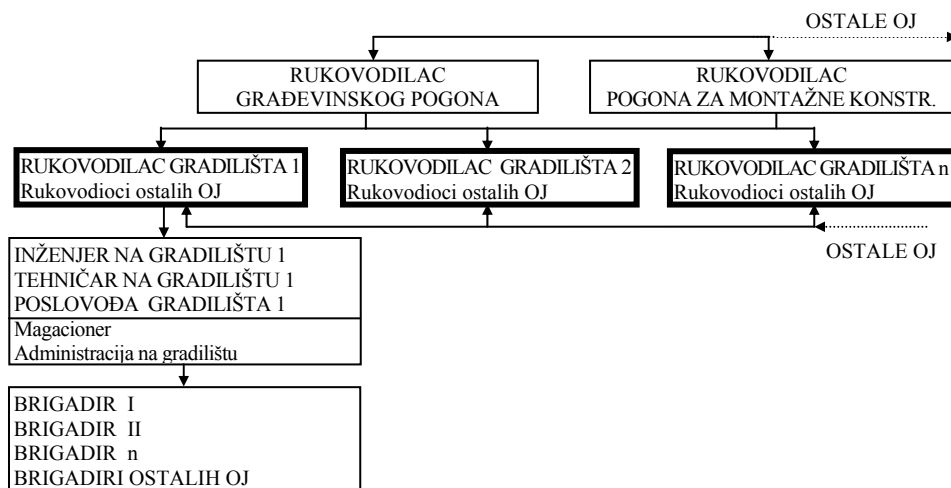 OSTALE OJ
RUKOVODILAC
GRAĐEVINSKOG POGONA
RUKOVODILAC
POGONA ZA MONTAŽNE KONSTR.
RUKOVODILAC GRADILIŠTA 1
Rukovodioci ostalih OJ
RUKOVODILAC GRADILIŠTA 2
Rukovodioci ostalih OJ
RUKOVODILAC GRADILIŠTA n
Rukovodioci ostalih OJ
OSTALE OJ
INŽENJER NA GRADILIŠTU 1
TEHNIČAR NA GRADILIŠTU 1
POSLOVOĐA GRADILIŠTA 1
Magacioner
Administracija na gradilištu
BRIGADIR I
BRIGADIR II
BRIGADIR n
BRIGADIRI OSTALIH OJ